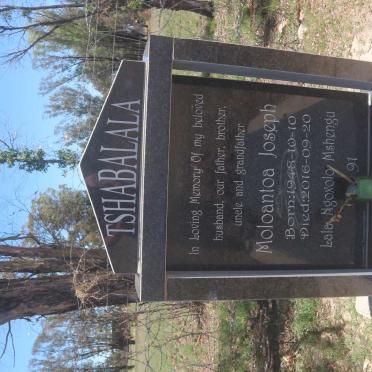 TSHABALALA
In Loving Memory Of my beloved
husband, our father, brother,
uncle and grandfather
Moloantoa Joseph
Born:1948-10-10
Died:2016-09-20
Lala Ngoxolo Mshengu
91